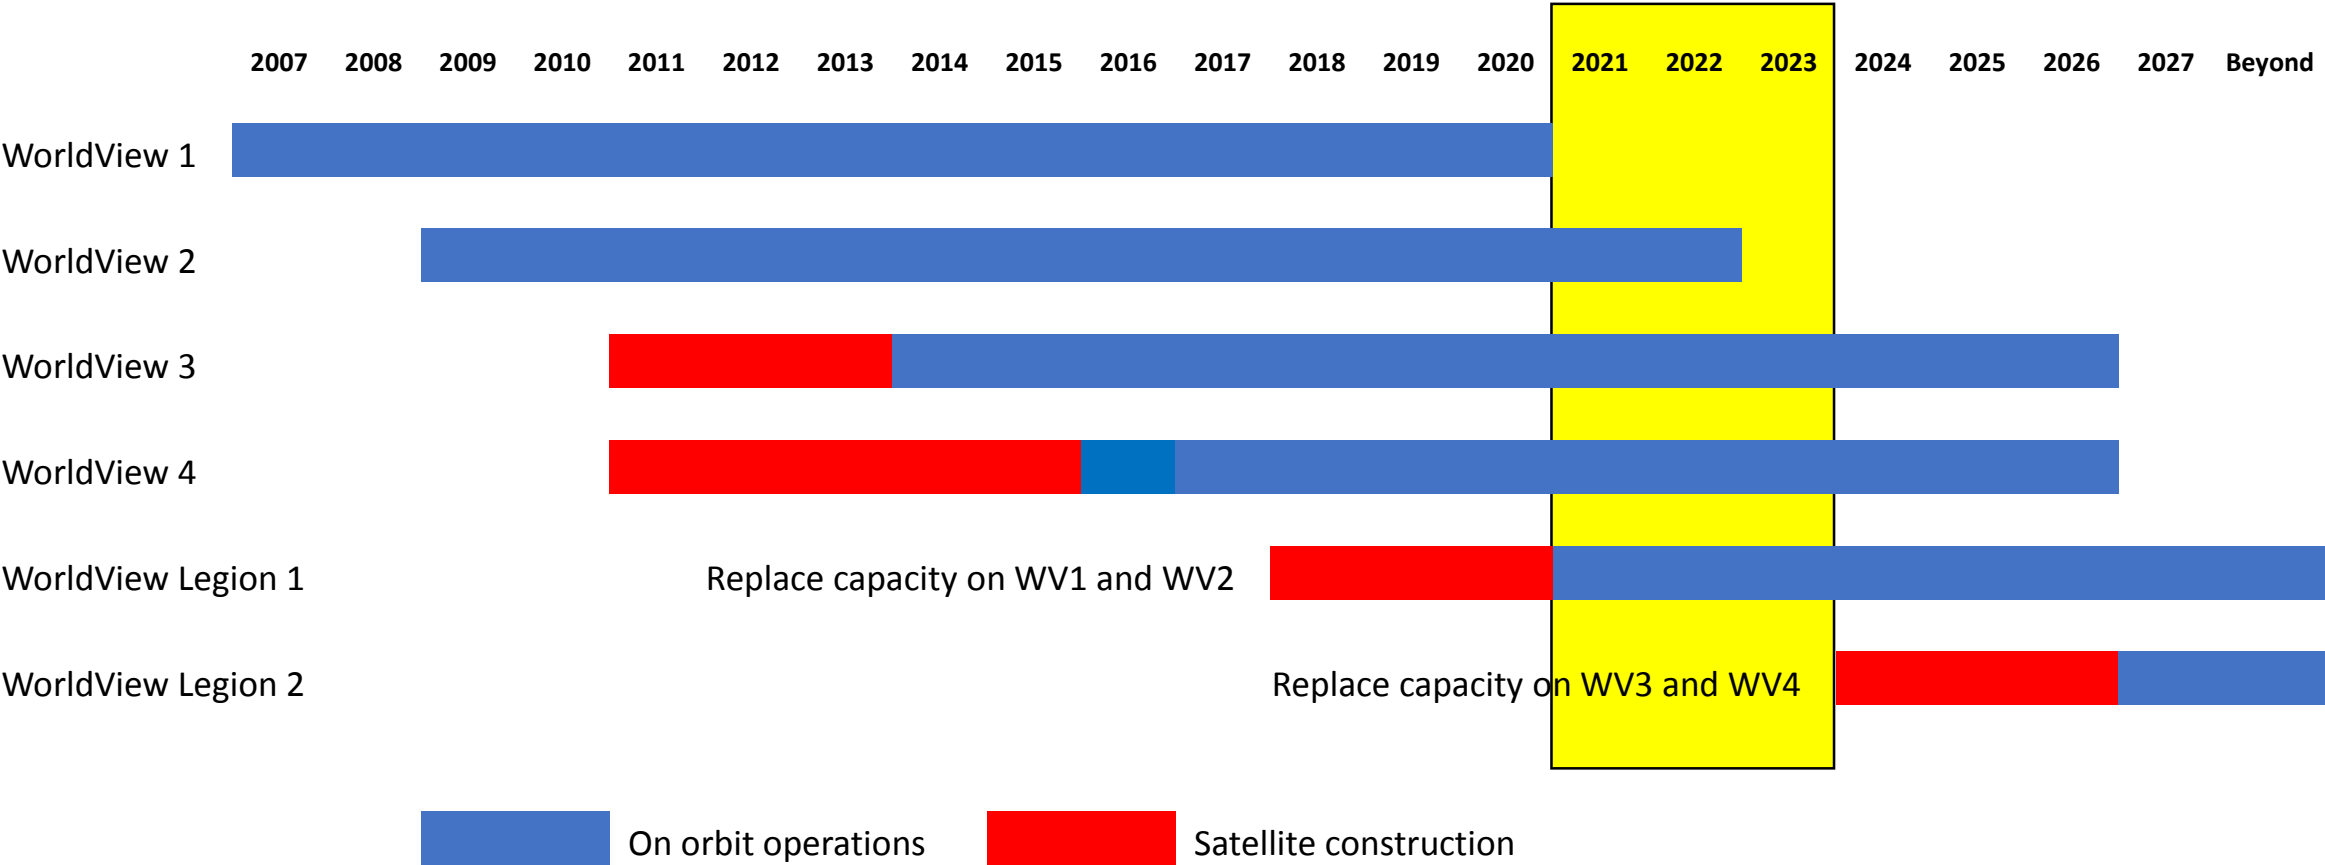 2007 2008 2009 2010 2011 2012 2013 2014 2015 2016 2017 2018 2019 2020 2021 2022 2023 2024 2025 2026 2027 Beyond
WorldView 1
WorldView 2
WorldView 3
WorldView 4
WorldView Legion 1 Replace capacity on WV1 and WV2
WorldView Legion 2 Replace capacity on WV3 and WV4
On orbit operations Satellite construction